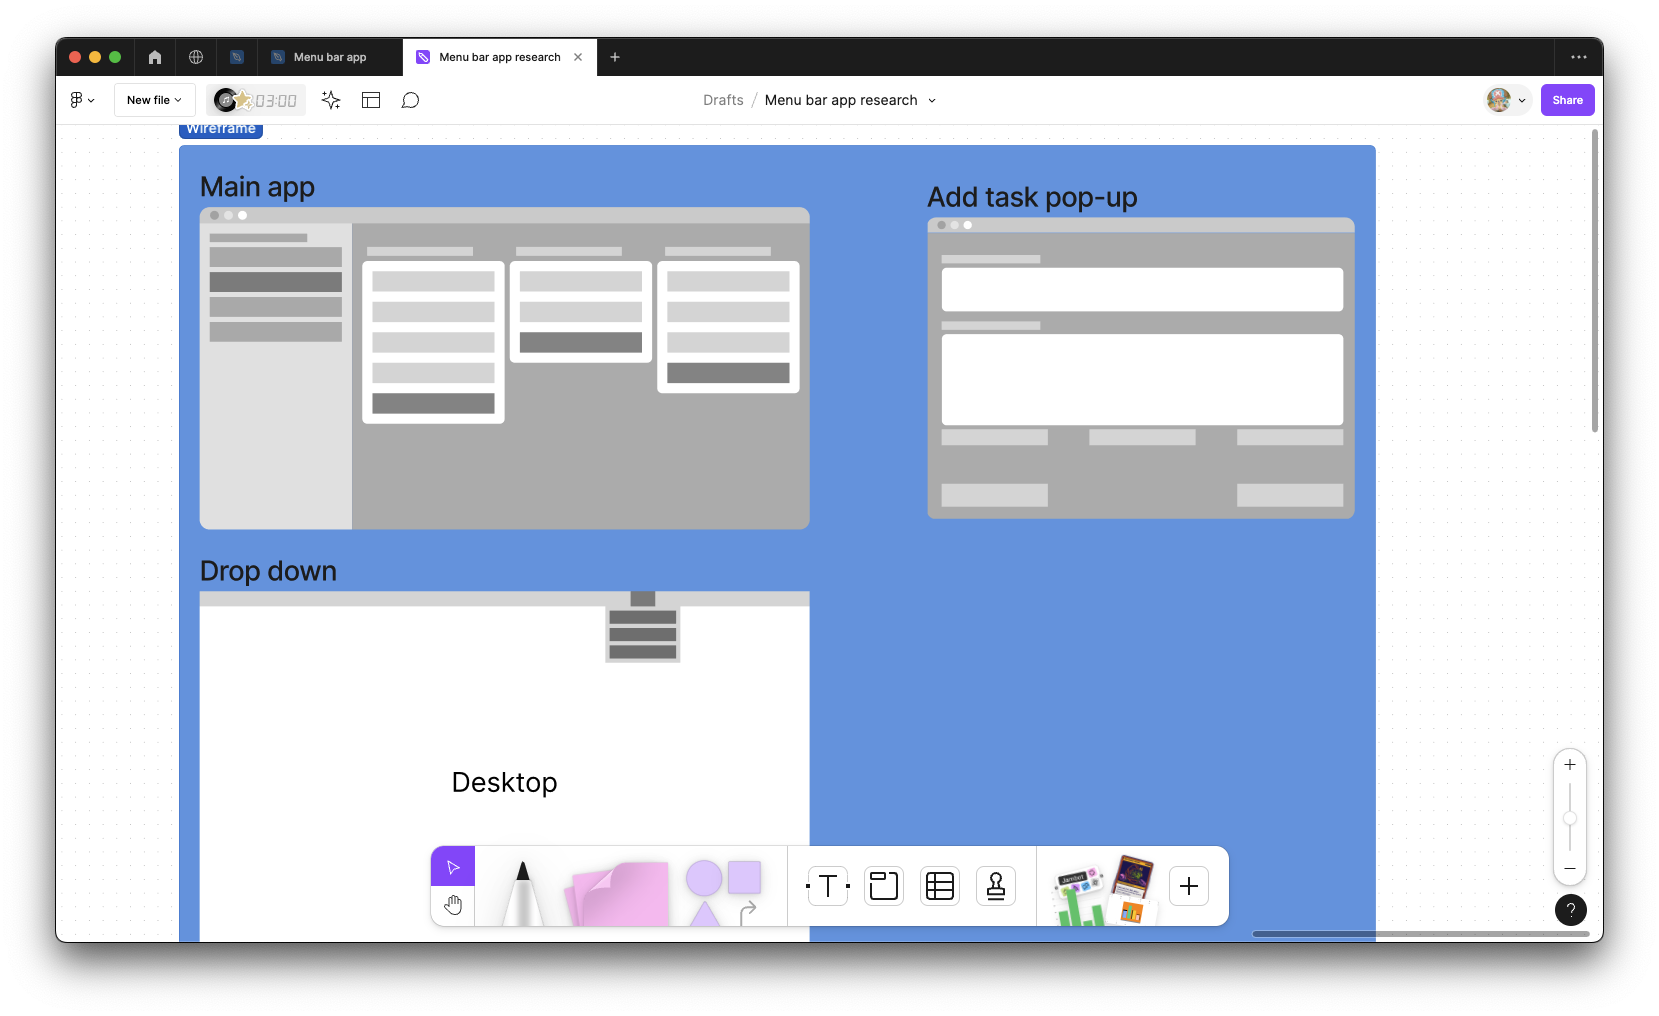 Menu bar app
Menu bar app research
New file
03:00
Drafts / Menu bar app research
Share
Wireframe
Main app
Add task pop-up
Drop down
Desktop
T
Jambot
?